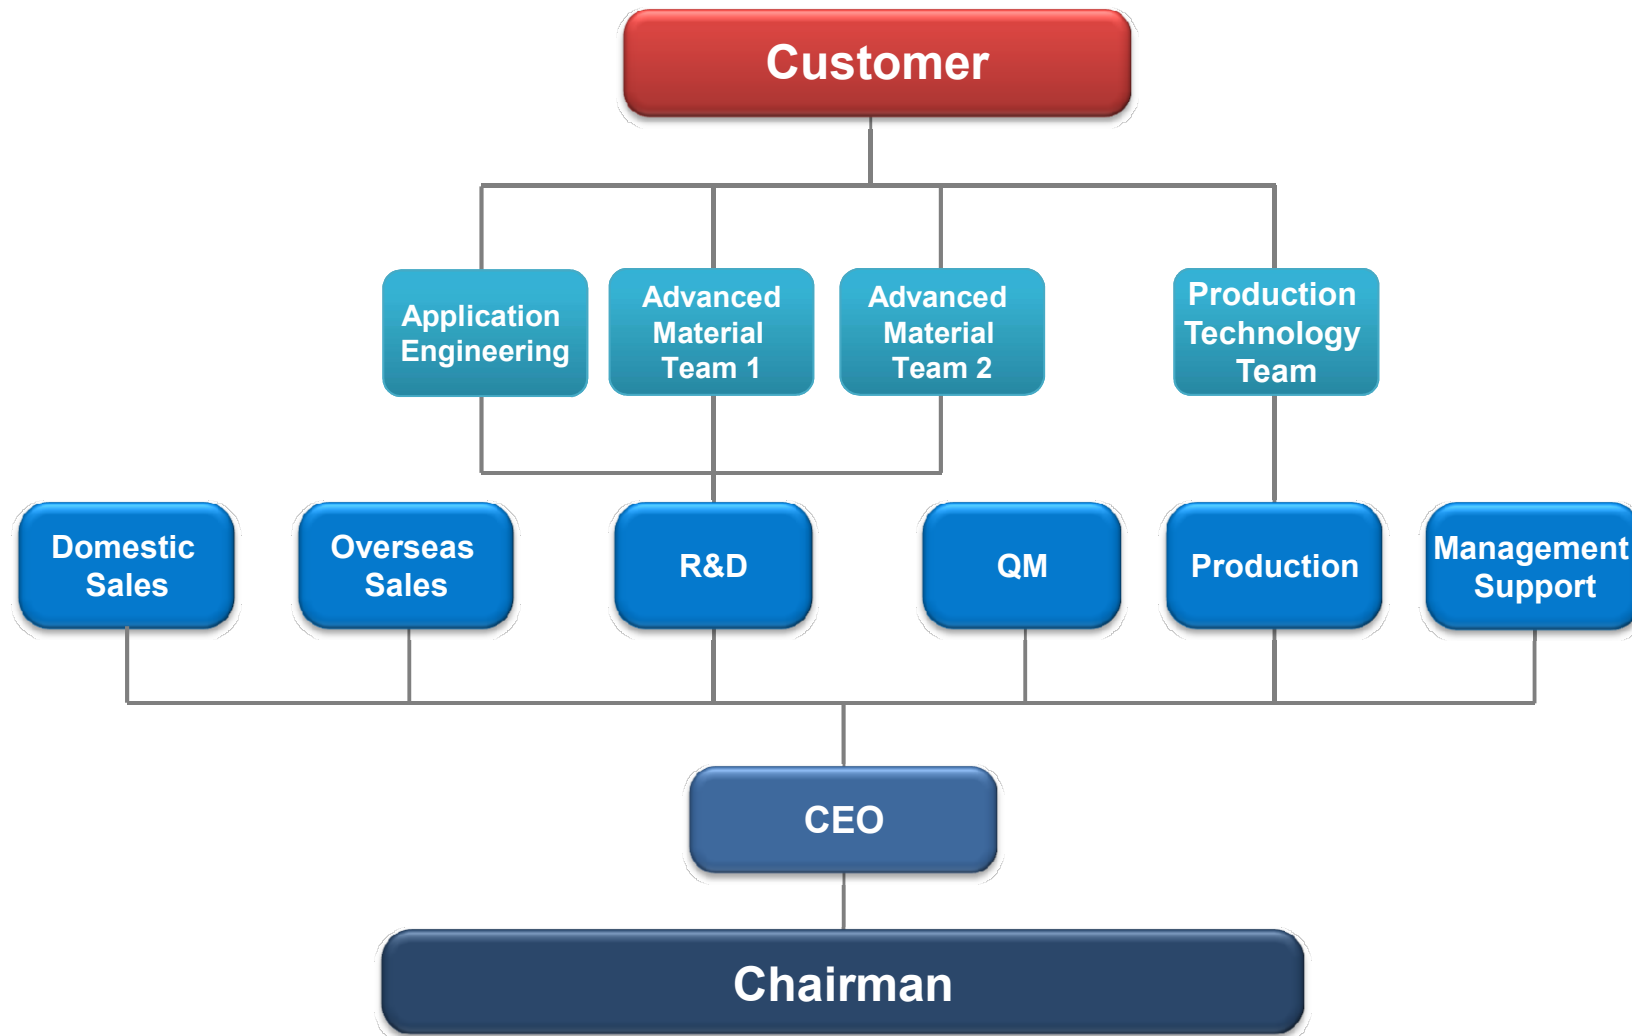 Customer
Application
Engineering
Advanced
Material
Team 1
Advanced
Material
Team 2
Production
Technology
Team
Domestic
Sales
Overseas
Sales
R&D
QM
Production
Management
Support
CEO
Chairman